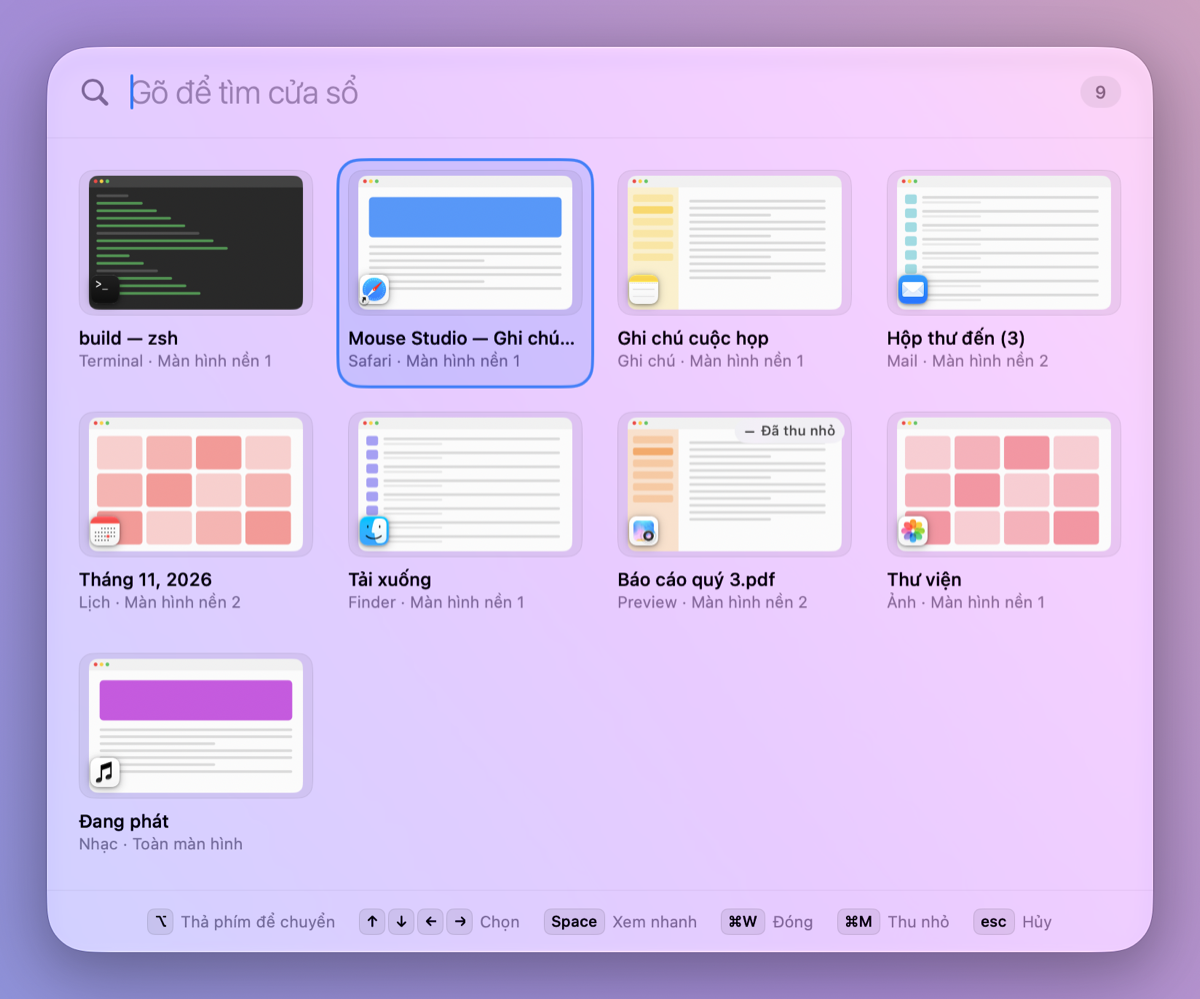 Gõ để tìm cửa sổ
9
build — zsh
Terminal · Màn hình nền 1
Mouse Studio — Ghi chú...
Safari · Màn hình nền 1
Ghi chú cuộc họp
Ghi chú · Màn hình nền 1
Hộp thư đến (3)
Mail · Màn hình nền 2
— Đã thu nhỏ
Tháng 11, 2026
Lịch · Màn hình nền 2
Tải xuống
Finder · Màn hình nền 1
Báo cáo quý 3.pdf
Preview · Màn hình nền 2
Thư viện
Ảnh · Màn hình nền 1
Đang phát
Nhạc · Toàn màn hình
⌥ Thả phím để chuyển
↑ ↓ ← → Chọn
Space Xem nhanh
⌘W Đóng
⌘M Thu nhỏ
esc Hủy